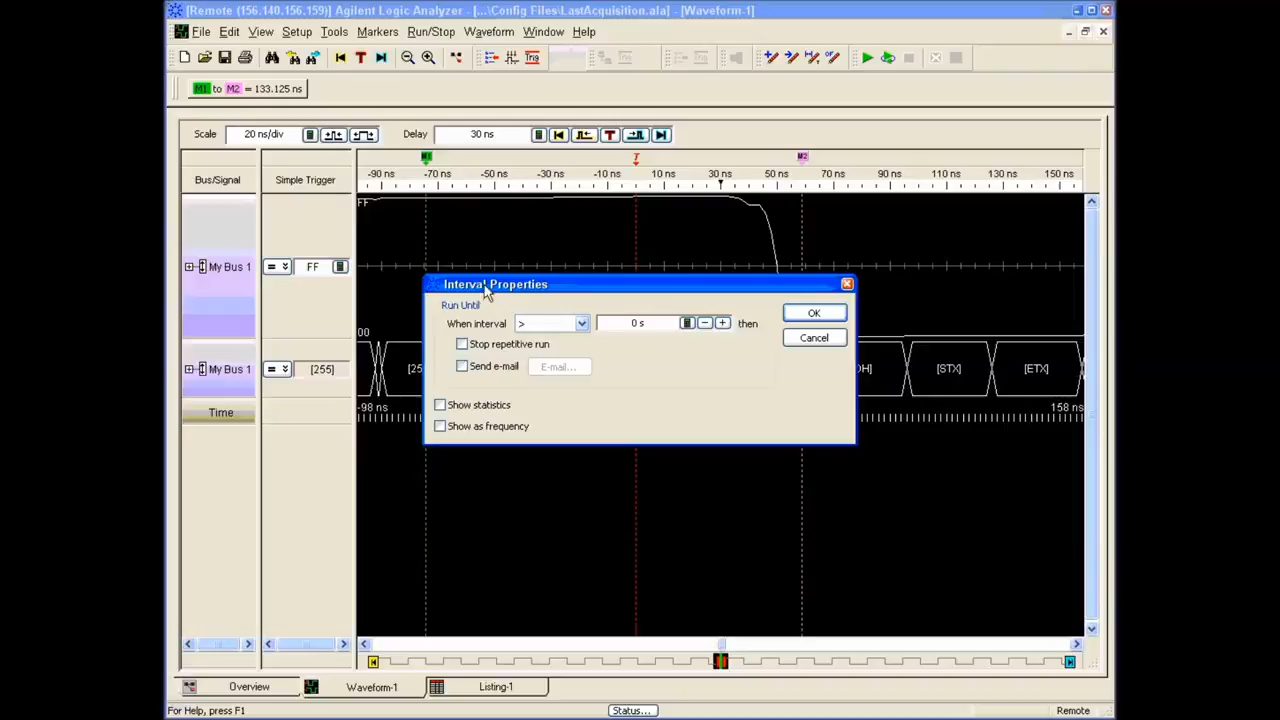 [Remote (156.140.156.159)] Agilent Logic Analyzer - [...\Config Files\LastAcquisition.ala] - [Waveform-1]
File Edit View Setup Tools Markers Run/Stop Waveform Window Help
T Trig
M1 to M2 = 133.125 ns
Scale 20 ns/div Delay 30 ns T
M1 T M2
Bus/Signal Simple Trigger -90 ns -70 ns -50 ns -30 ns -10 ns 10 ns 30 ns 50 ns 70 ns 90 ns 110 ns 130 ns 150 ns
FF
My Bus 1 = FF
Interval Properties
Run Until
When interval > 0 s then
OK
Stop repetitive run
Cancel
Send e-mail E-mail...
Show statistics
Show as frequency
00
My Bus 1 = [255] [STX] [ETX]
Time -98 ns 158 ns
Overview Waveform-1 Listing-1
For Help, press F1 Status... Remote